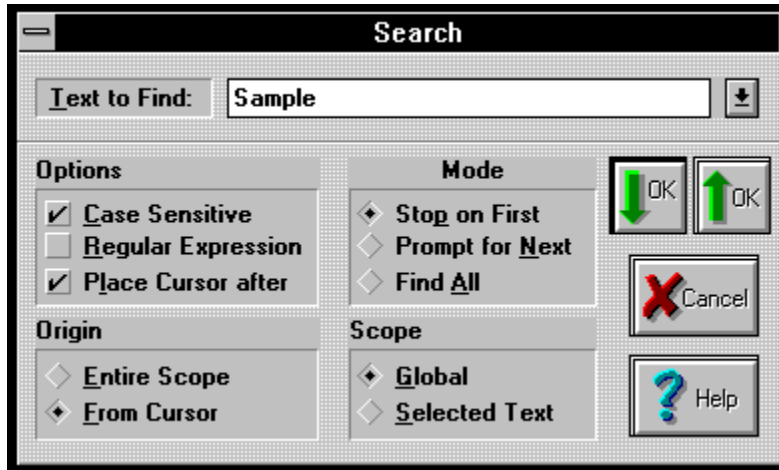 Search
Text to Find: Sample
Options
Case Sensitive
Regular Expression
Place Cursor after
Mode
Stop on First
Prompt for Next
Find All
OK
OK
Cancel
Help
Origin
Entire Scope
From Cursor
Scope
Global
Selected Text